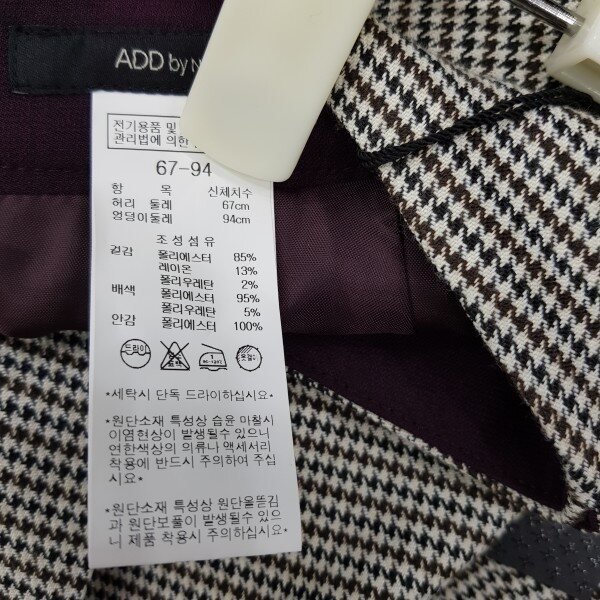 ADD by
전기용품 및
관리법에 의한
67-94
항 목 신체치수
허리 둘레 67cm
엉덩이둘레 94cm
조성섬유
겉감 폴리에스터 85%
레이온 13%
폴리우레탄 2%
배색 폴리에스터 95%
폴리우레탄 5%
안감 폴리에스터 100%
드라이
*세탁시 단독 드라이하십시요*
*원단소재 특성상 습윤 마찰시
이염현상이 발생될수 있으니
연한색상의 의류나 액세서리
착용에 반드시 주의하여 주십
시요*
*원단소재 특성상 원단올뜯김
과 원단보풀이 발생될수 있으
니 제품 착용시 주의하십시요*